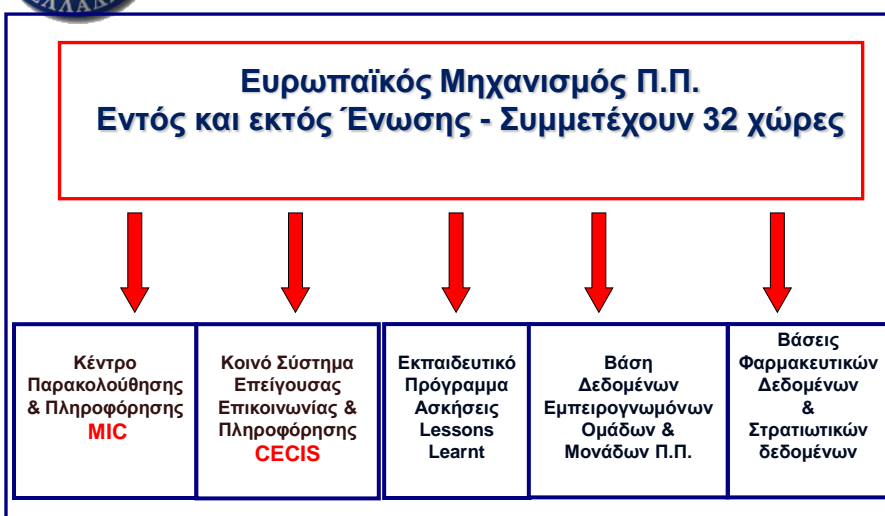 ΕΛΛΑΔ
Ευρωπαϊκός Μηχανισμός Π.Π.
Εντός και εκτός Ένωσης - Συμμετέχουν 32 χώρες
Κέντρο
Παρακολούθησης
& Πληροφόρησης
MIC
Κοινό Σύστημα
Επείγουσας
Επικοινωνίας &
Πληροφόρησης
CECIS
Εκπαιδευτικό
Πρόγραμμα
Ασκήσεις
Lessons
Learnt
Βάση
Δεδομένων
Εμπειρογνωμόνων
Ομάδων &
Μονάδων Π.Π.
Βάσεις
Φαρμακευτικών
Δεδομένων
&
Στρατιωτικών
δεδομένων